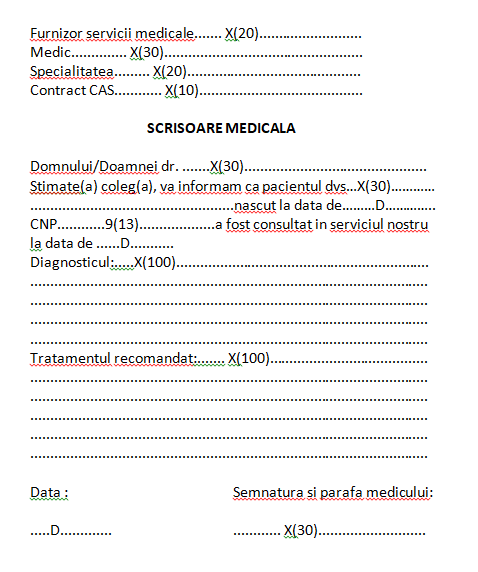 Furnizor servicii medicale....... X(20)..........................
Medic.............. X(30)..................................................
Specialitatea......... X(20)............................................
Contract CAS............ X(10).........................................
SCRISOARE MEDICALA
Domnului/Doamnei dr. .......X(30)..............................................
Stimate(a) coleg(a), va informam ca pacientul dvs...X(30)...........
....................................................nascut la data de.........D.............
CNP............9(13)...................a fost consultat in serviciul nostru
la data de ......D...........
Diagnosticul:.....X(100)................................................................
.....................................................................................................
.....................................................................................................
.....................................................................................................
.....................................................................................................
Tratamentul recomandat:....... X(100)........................................
.....................................................................................................
.....................................................................................................
.....................................................................................................
.....................................................................................................
.....................................................................................................
Data : Semnatura si parafa medicului:
.....D............. ............ X(30)...........................